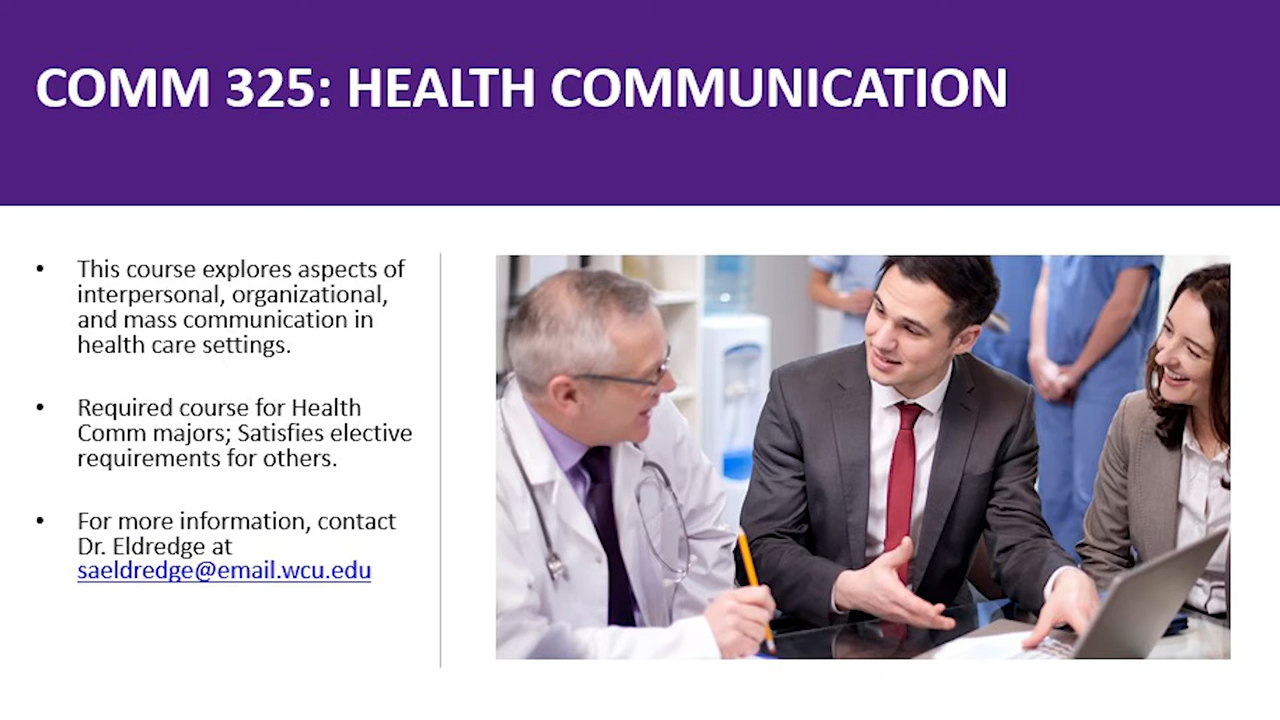 COMM 325: HEALTH COMMUNICATION
• This course explores aspects of
interpersonal, organizational,
and mass communication in
health care settings.
• Required course for Health
Comm majors; Satisfies elective
requirements for others.
• For more information, contact
Dr. Eldredge at
saeldredge@email.wcu.edu